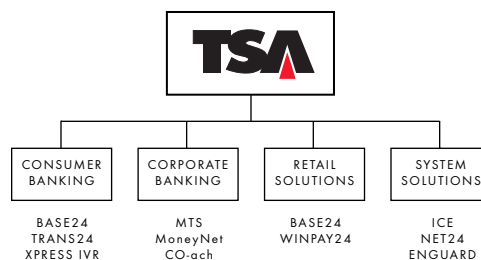 TSA
CONSUMER
BANKING
BASE24
TRANS24
XPRESS IVR
CORPORATE
BANKING
MTS
MoneyNet
CO-ach
RETAIL
SOLUTIONS
BASE24
WINPAY24
SYSTEM
SOLUTIONS
ICE
NET24
ENGUARD